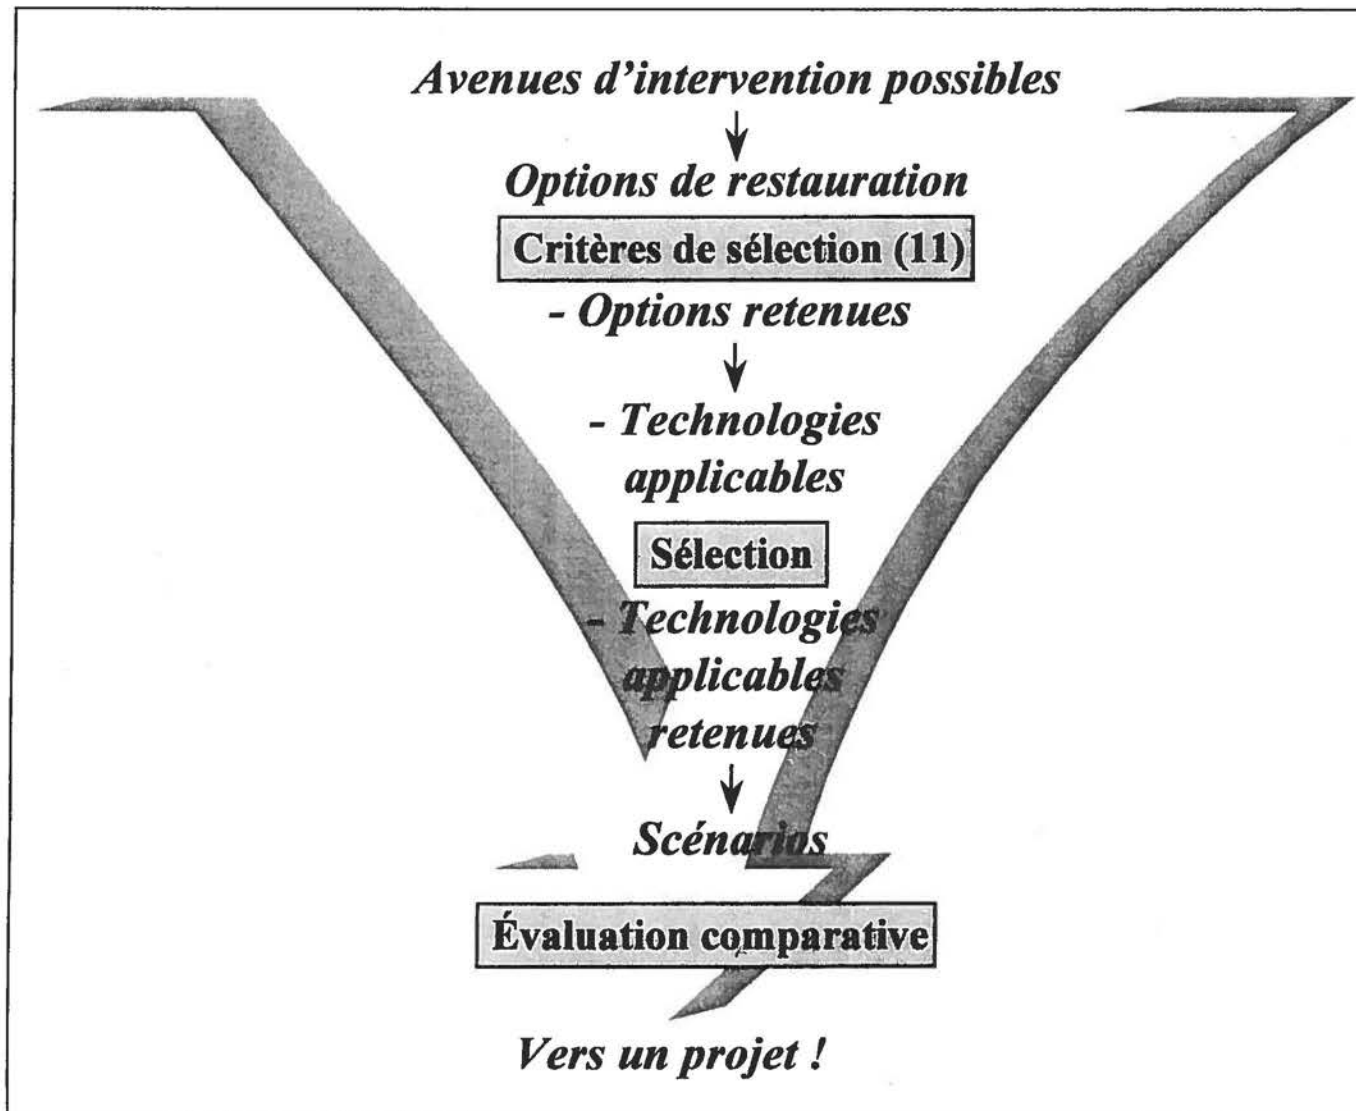 Avenues d'intervention possibles
Options de restauration
Critères de sélection (11)
- Options retenues
- Technologies
applicables
Sélection
- Technologies
applicables
retenues
Scénarios
Évaluation comparative
Vers un projet !